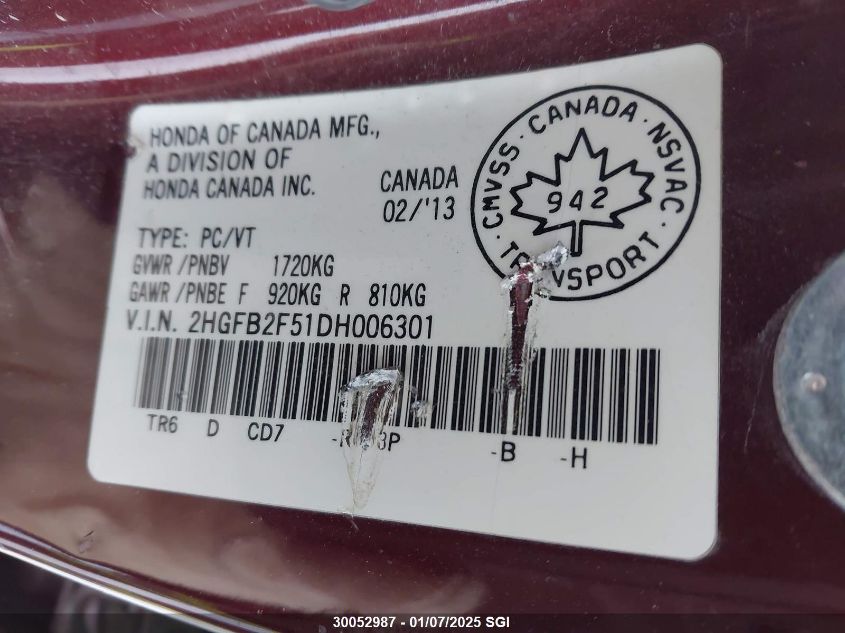 HONDA OF CANADA MFG.,
A DIVISION OF
HONDA CANADA INC.
CANADA
02/'13
CMVSS · CANADA · NSVAC
942
TYPE: PC/VT
GVWR /PNBV 1720KG
GAWR /PNBE F 920KG R 810KG
V.I.N. 2HGFB2F51DH006301
TR6 D CD7 -B -H
30052987 - 01/07/2025 SGI